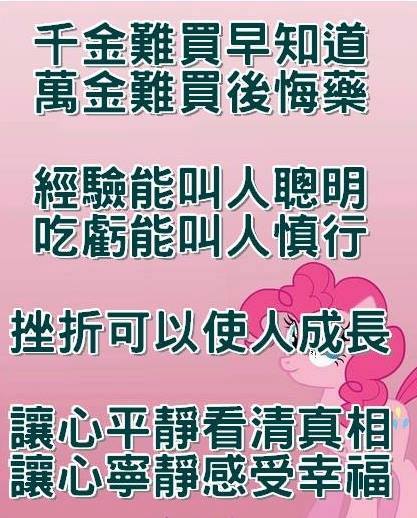 千金難買早知道
萬金難買後悔藥
經驗能叫人聰明
吃虧能叫人慎行
挫折可以使人成長
讓心平靜看清真相
讓心寧靜感受幸福